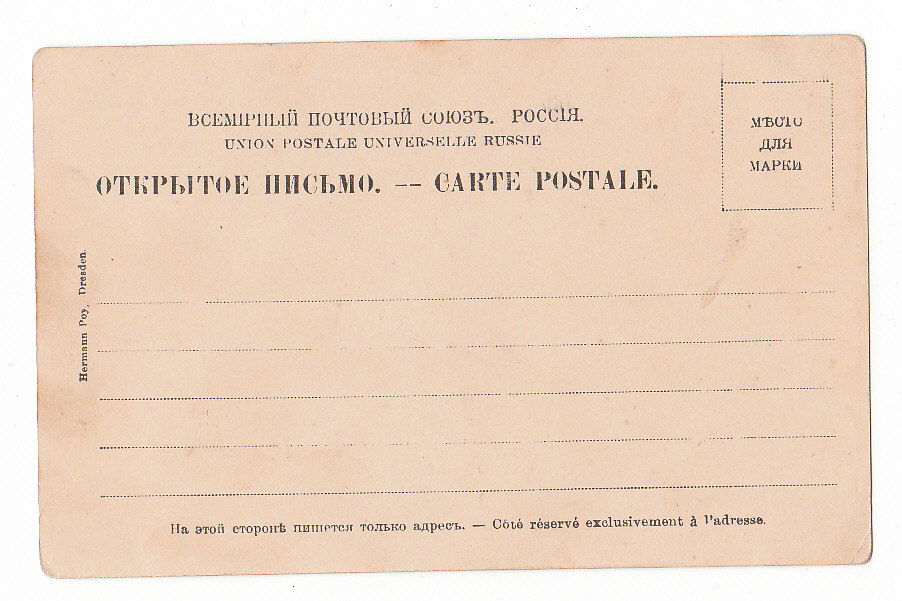 ВСЕМІРНЫЙ ПОЧТОВЫЙ СОЮЗЪ. РОССІЯ.
UNION POSTALE UNIVERSELLE RUSSIE
ОТКРЫТОЕ ПИСЬМО. — CARTE POSTALE.
МѢСТО
ДЛЯ
МАРКИ
Hermann Poy, Dresden.
На этой сторонѣ пишется только адресъ. — Côté réservé exclusivement à l'adresse.